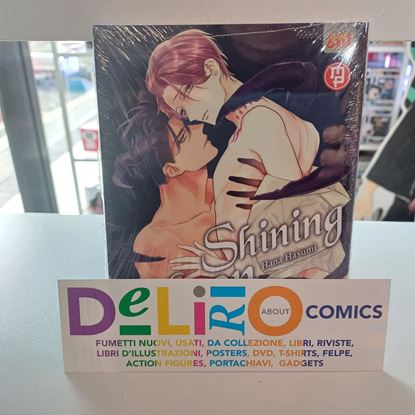 Shining
Hana Hasumi
DeLiRiO
ABOUT
COMICS
FUMETTI NUOVI, USATI, DA COLLEZIONE, LIBRI, RIVISTE,
LIBRI D'ILLUSTRAZIONI, POSTERS, DVD, T-SHIRTS, FELPE,
ACTION FIGURES, PORTACHIAVI, GADGETS